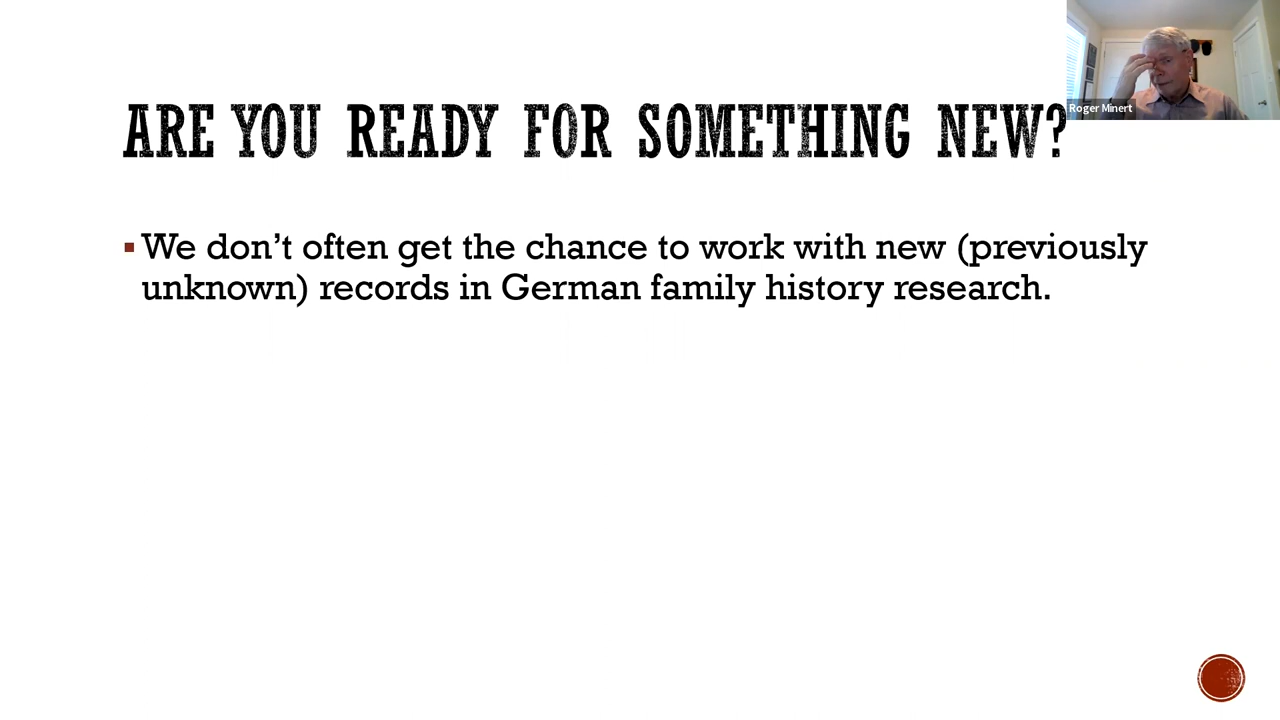 ARE YOU READY FOR SOMETHING NEW?
Roger Minert
▪ We don’t often get the chance to work with new (previously
unknown) records in German family history research.